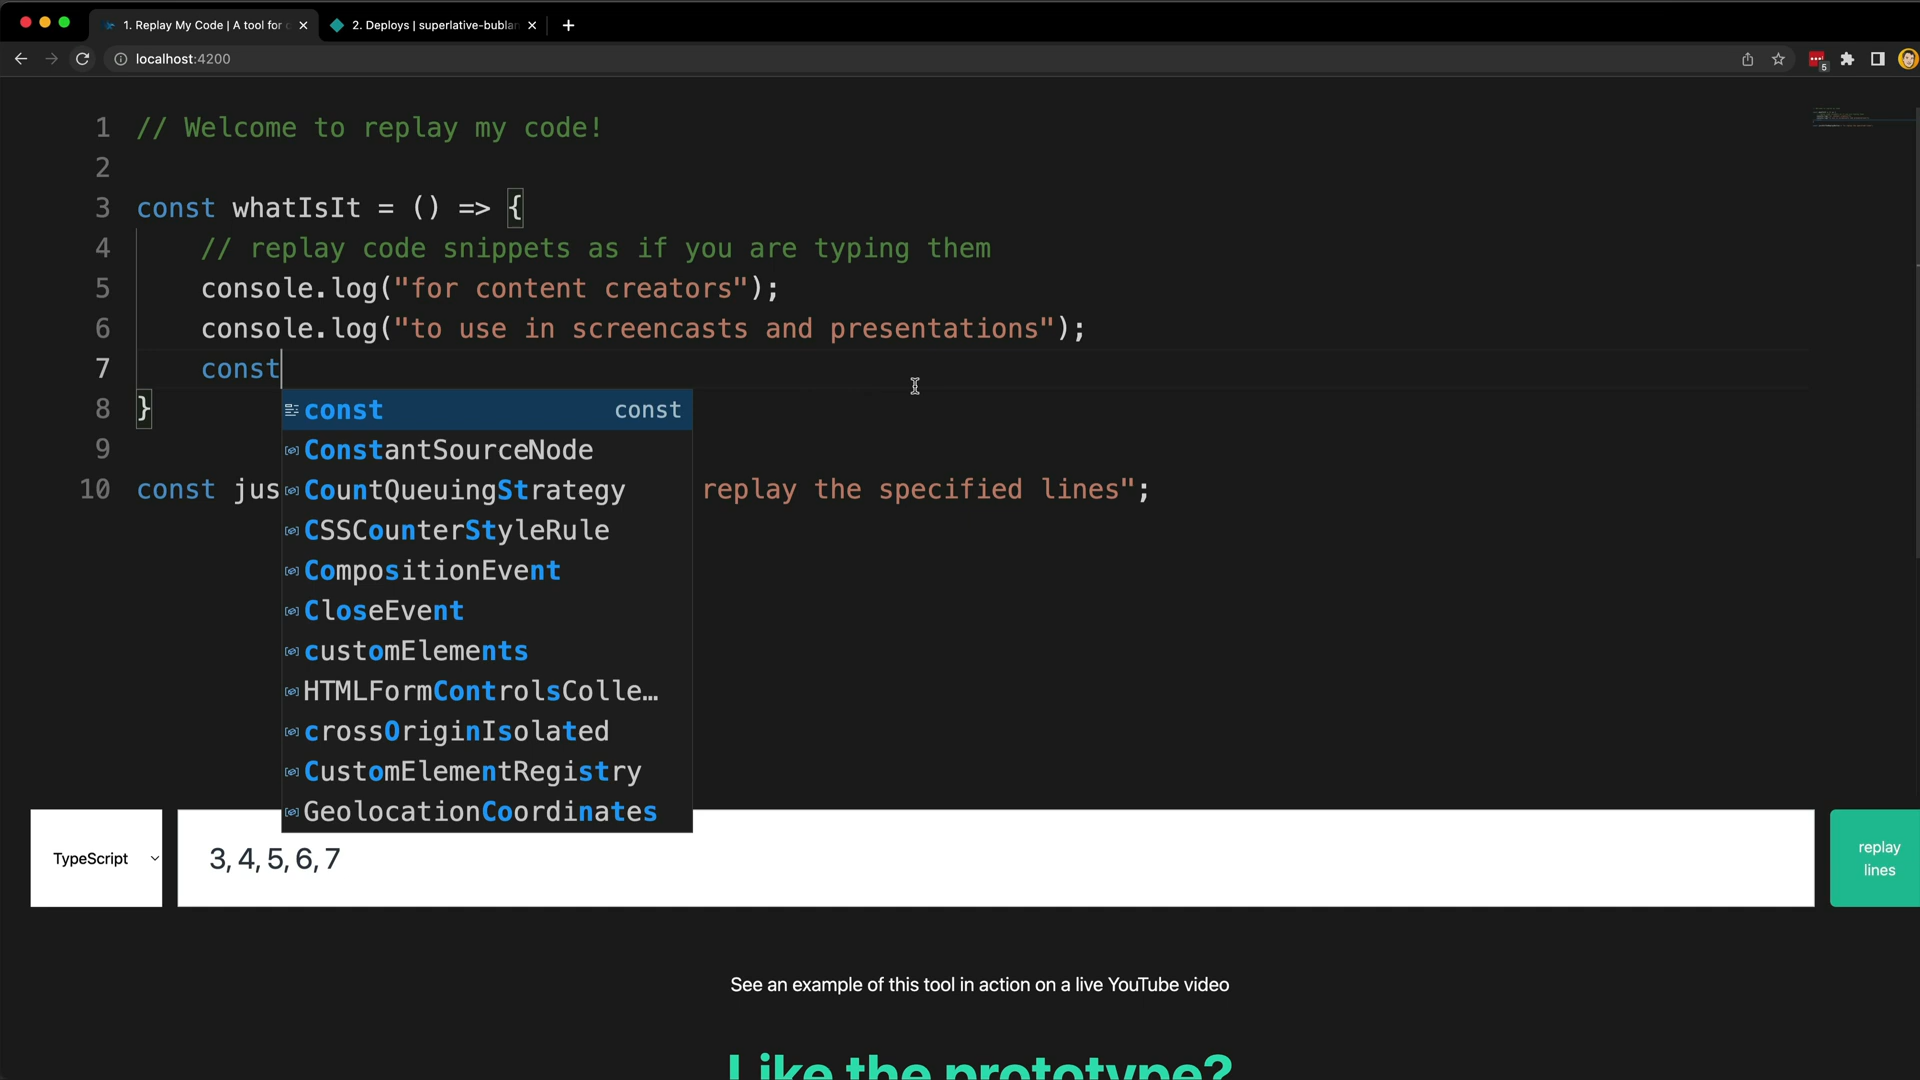 1. Replay My Code | A tool for
2. Deploys | superlative-bublan
localhost:4200
5
1 // Welcome to replay my code!
2
3 const whatIsIt = () => {
4 // replay code snippets as if you are typing them
5 console.log("for content creators");
6 console.log("to use in screencasts and presentations");
7 const
8 }
9
10 const jus replay the specified lines";
const const
ConstantSourceNode
CountQueuingStrategy
CSSCounterStyleRule
CompositionEvent
CloseEvent
customElements
HTMLFormControlsColle…
crossOriginIsolated
CustomElementRegistry
GeolocationCoordinates
TypeScript
3, 4, 5, 6, 7
replay
lines
See an example of this tool in action on a live YouTube video
Like the prototype?